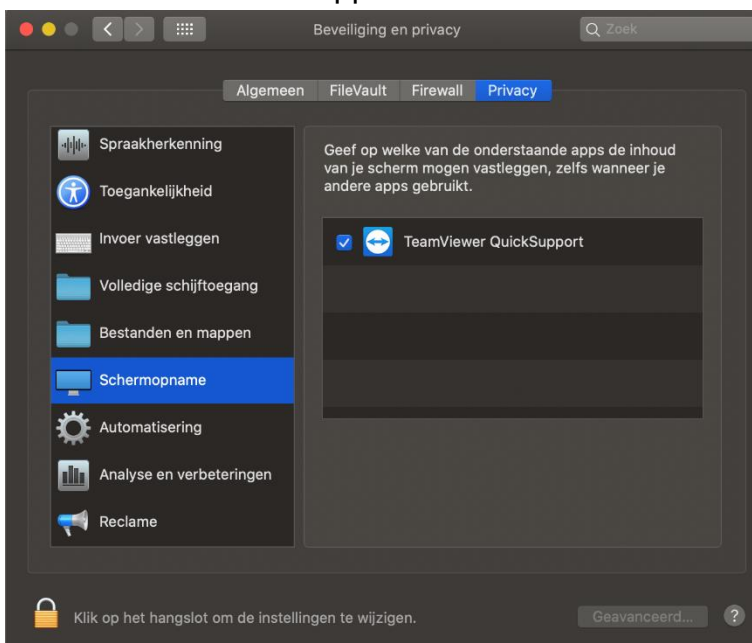 Beveiliging en privacy
Zoek
Algemeen FileVault Firewall Privacy
Spraakherkenning
Toegankelijkheid
Invoer vastleggen
Volledige schijftoegang
Bestanden en mappen
Schermopname
Automatisering
Analyse en verbeteringen
Reclame
Geef op welke van de onderstaande apps de inhoud
van je scherm mogen vastleggen, zelfs wanneer je
andere apps gebruikt.
TeamViewer QuickSupport
Klik op het hangslot om de instellingen te wijzigen.
Geavanceerd...
?